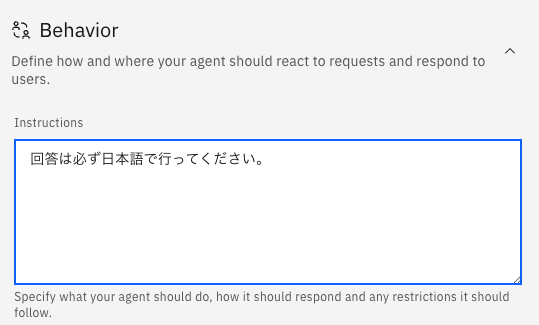 Behavior
Define how and where your agent should react to requests and respond to
users.
Instructions
回答は必ず日本語で行ってください。
Specify what your agent should do, how it should respond and any restrictions it should
follow.